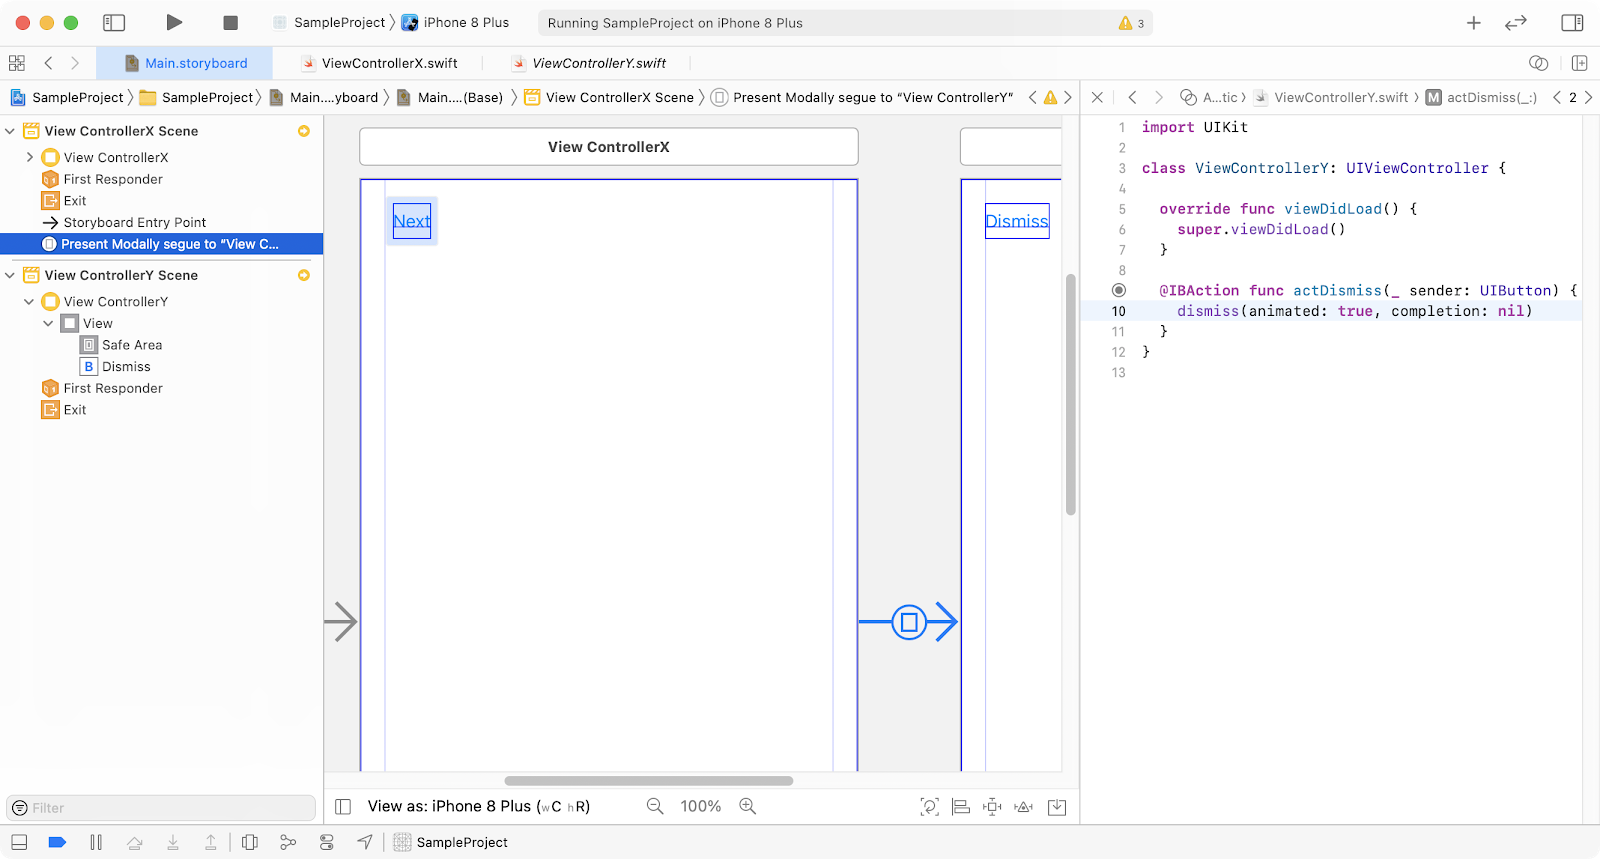 SampleProject 〉 iPhone 8 Plus
Running SampleProject on iPhone 8 Plus
3
Main.storyboard
ViewControllerX.swift
ViewControllerY.swift
SampleProject 〉 SampleProject 〉 Main....yboard 〉 Main....(Base) 〉 View ControllerX Scene 〉 Present Modally segue to “View ControllerY”
A...tic 〉 ViewControllerY.swift 〉 M actDismiss(_:) 2
View ControllerX Scene
View ControllerX
First Responder
Exit
Storyboard Entry Point
Present Modally segue to “View C...
View ControllerY Scene
View ControllerY
View
Safe Area
B Dismiss
First Responder
Exit
Filter
View ControllerX
Next
Dismiss
View as: iPhone 8 Plus (wC hR)
100%
1 import UIKit
2
3 class ViewControllerY: UIViewController {
4
5 override func viewDidLoad() {
6 super.viewDidLoad()
7 }
8
@IBAction func actDismiss(_ sender: UIButton) {
10 dismiss(animated: true, completion: nil)
11 }
12 }
13
SampleProject